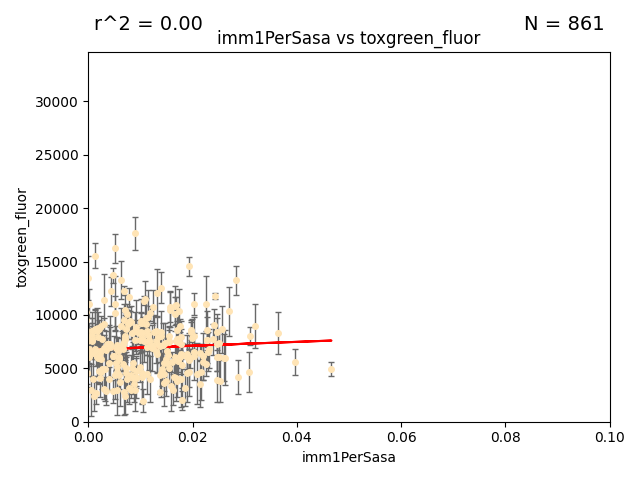 r^2 = 0.00
N = 861
imm1PerSasa vs toxgreen_fluor
toxgreen_fluor
30000
25000
20000
15000
10000
5000
0
0.00 0.02 0.04 0.06 0.08 0.10
imm1PerSasa